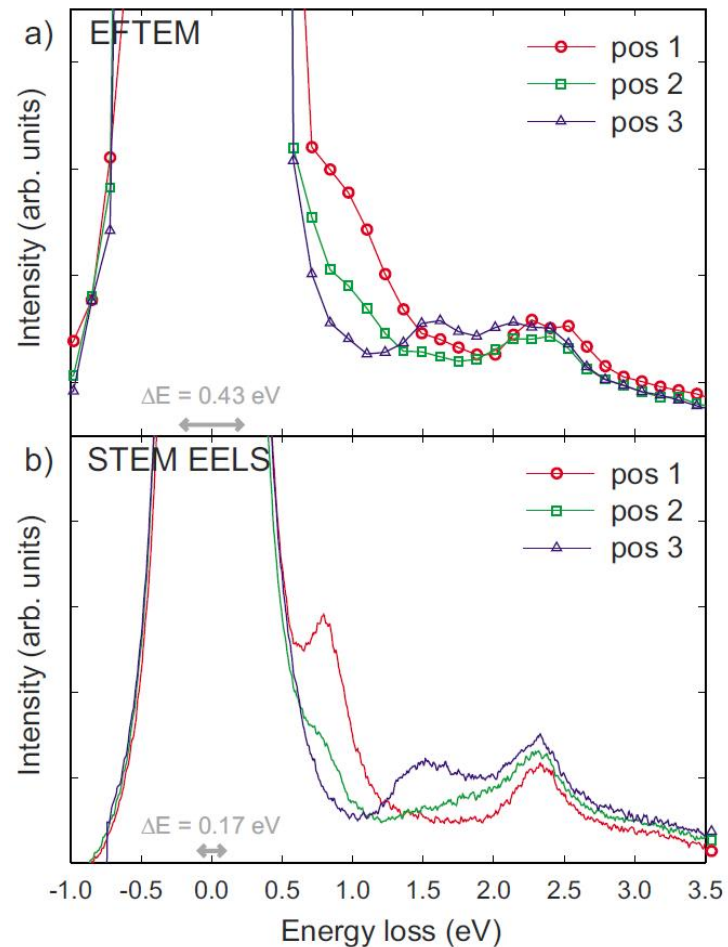 a) EFTEM
pos 1
pos 2
pos 3
Intensity (arb. units)
ΔE = 0.43 eV
b) STEM EELS
pos 1
pos 2
pos 3
Intensity (arb. units)
ΔE = 0.17 eV
-1.0 -0.5 0.0 0.5 1.0 1.5 2.0 2.5 3.0 3.5
Energy loss (eV)